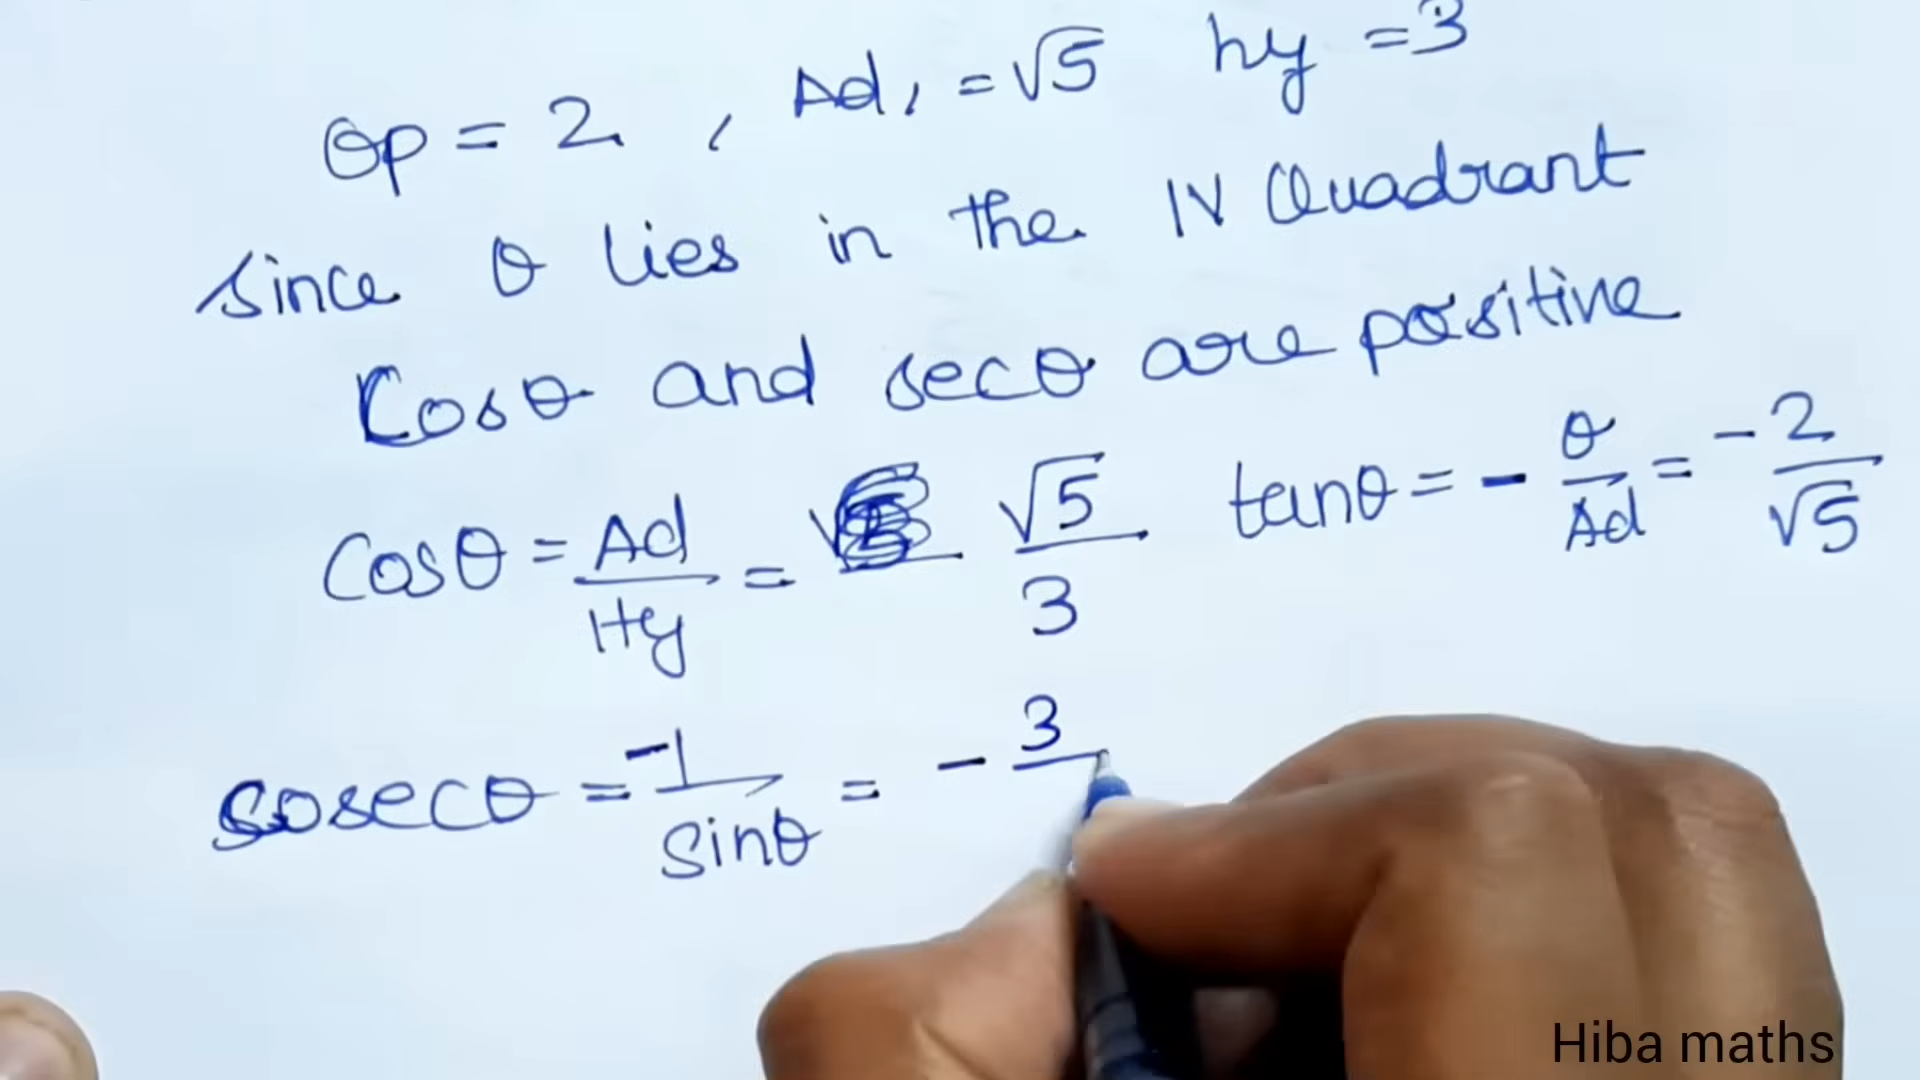 Op = 2 , Ad, = √5 hy = 3
Since θ lies in the IV Quadrant
Cosθ and secθ are positive
Cosθ = Ad/Hy = √5/3 tanθ = - θ/Ad = -2/√5
cosecθ = -1/sinθ = - 3/
Hiba maths